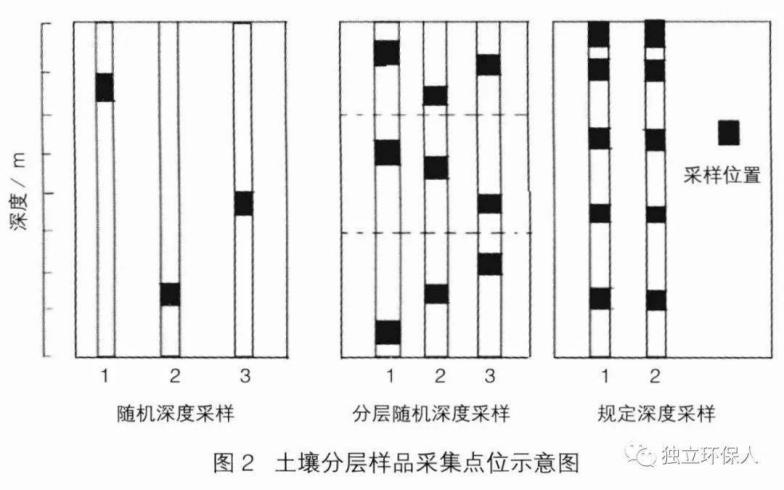 深度/m
采样位置
1 2 3
1 2 3
1 2
随机深度采样
分层随机深度采样
规定深度采样
图2 土壤分层样品采集点位示意图
独立环保人